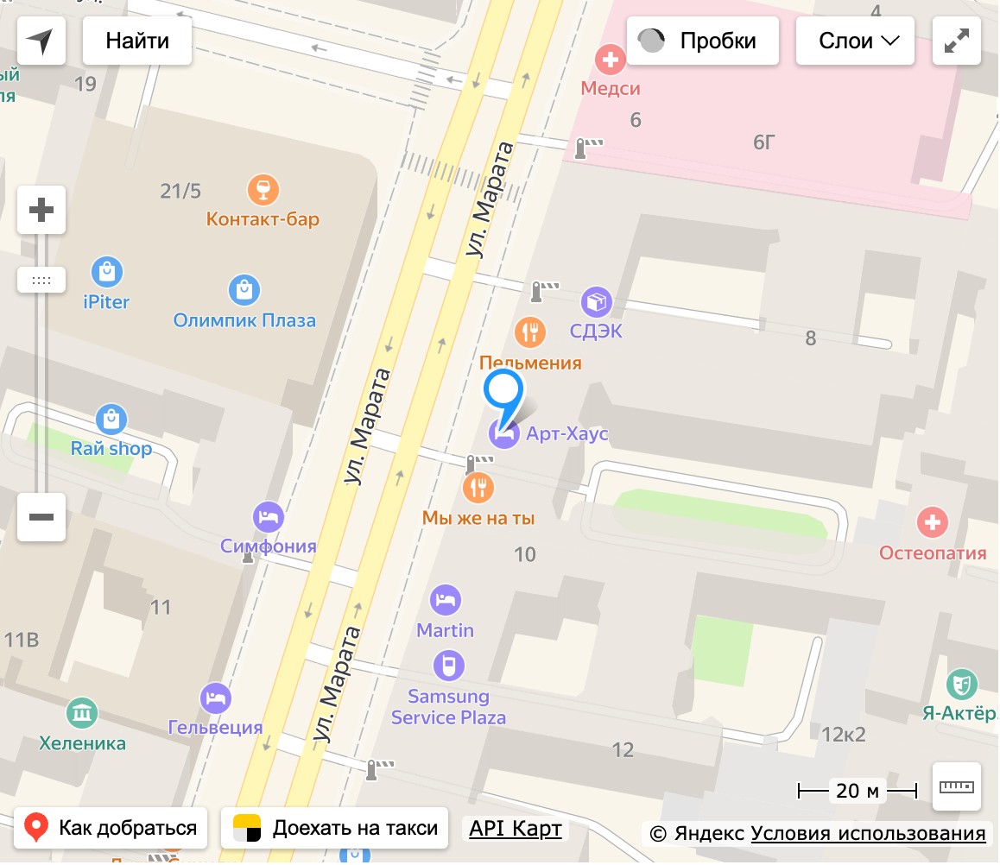 Найти
Пробки
Слои
4
19
Медси
6
6Г
21/5
Контакт-бар
ул. Марата
iPiter
Олимпик Плаза
СДЭК
8
Пельмения
ул. Марата
Rай shop
Арт-Хаус
Мы же на ты
Симфония
10
Остеопатия
11
11В
Martin
ул. Марата
Samsung
Service Plaza
Гельвеция
Хеленика
Я-Актёр
12
12к2
20 м
Как добраться
Доехать на такси
API Карт
© Яндекс Условия использования